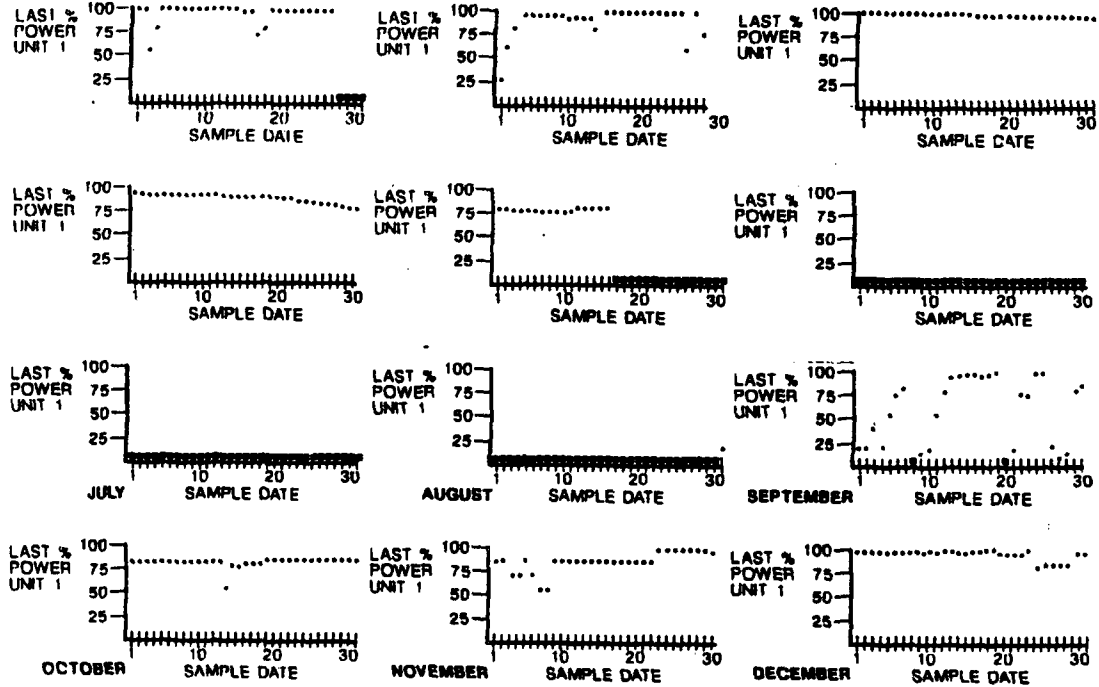 LAST %
POWER
UNIT 1
100
75
50
25
1 10 20 30
SAMPLE DATE
LAST %
POWER
UNIT 1
100
75
50
25
1 10 20 30
SAMPLE DATE
LAST %
POWER
UNIT 1
100
75
50
25
1 10 20 30
SAMPLE DATE
LAST %
POWER
UNIT 1
100
75
50
25
10 20 30
SAMPLE DATE
LAST %
POWER
UNIT 1
100
75
50
25
1 10 20 30
SAMPLE DATE
LAST %
POWER
UNIT 1
100
75
50
25
1 10 20 30
SAMPLE DATE
LAST %
POWER
UNIT 1
100
75
50
25
1 10 20 30
JULY SAMPLE DATE
LAST %
POWER
UNIT 1
100
75
50
25
1 10 20 30
AUGUST SAMPLE DATE
LAST %
POWER
UNIT 1
100
75
50
25
1 10 20 30
SEPTEMBER SAMPLE DATE
LAST %
POWER
UNIT 1
100
75
50
25
10 20 30
OCTOBER SAMPLE DATE
LAST %
POWER
UNIT 1
100
75
50
25
10 20 30
NOVEMBER SAMPLE DATE
LAST %
POWER
UNIT 1
100
75
50
25
10 20 30
DECEMBER SAMPLE DATE